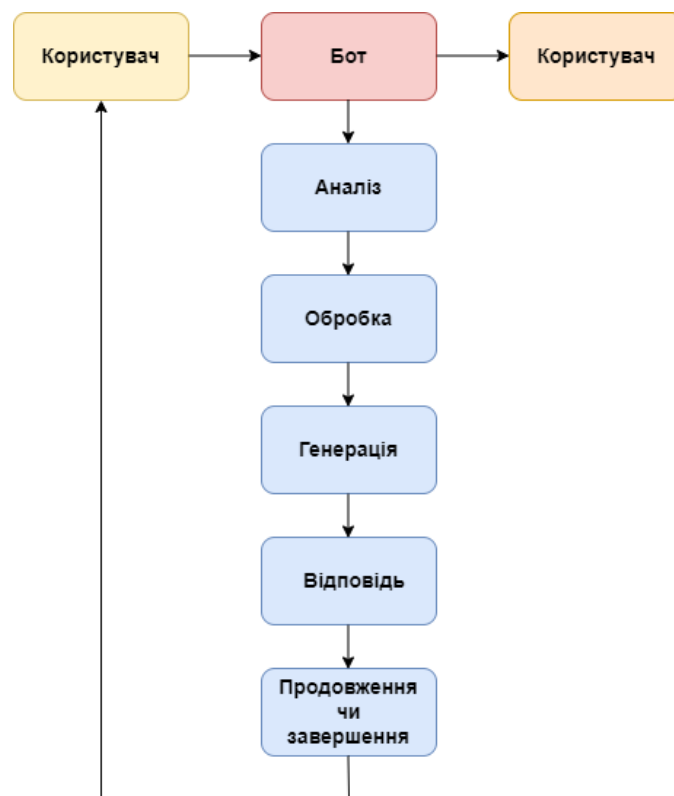 Користувач
Бот
Користувач
Аналіз
Обробка
Генерація
Відповідь
Продовження
чи
завершення